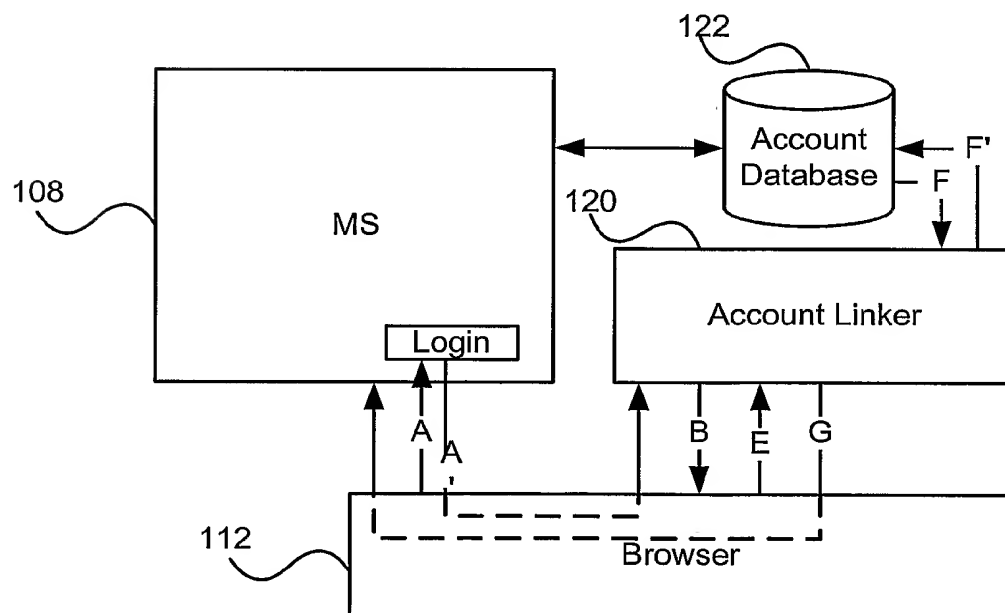 122
Account
Database
F'
F
108
120
MS
Account Linker
Login
A
A
'
B
E
G
112
Browser